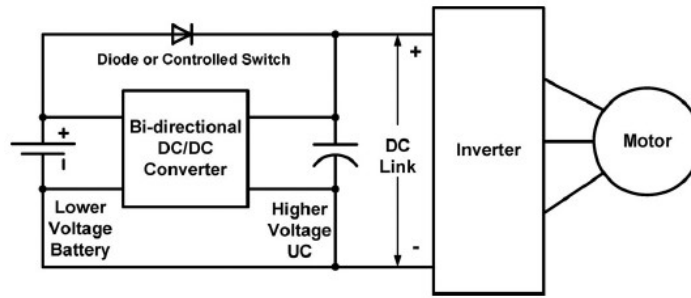 Diode or Controlled Switch
+
Bi-directional
DC/DC
Converter
+
DC
Link
Inverter
Motor
Lower
Voltage
Battery
Higher
Voltage
UC
-